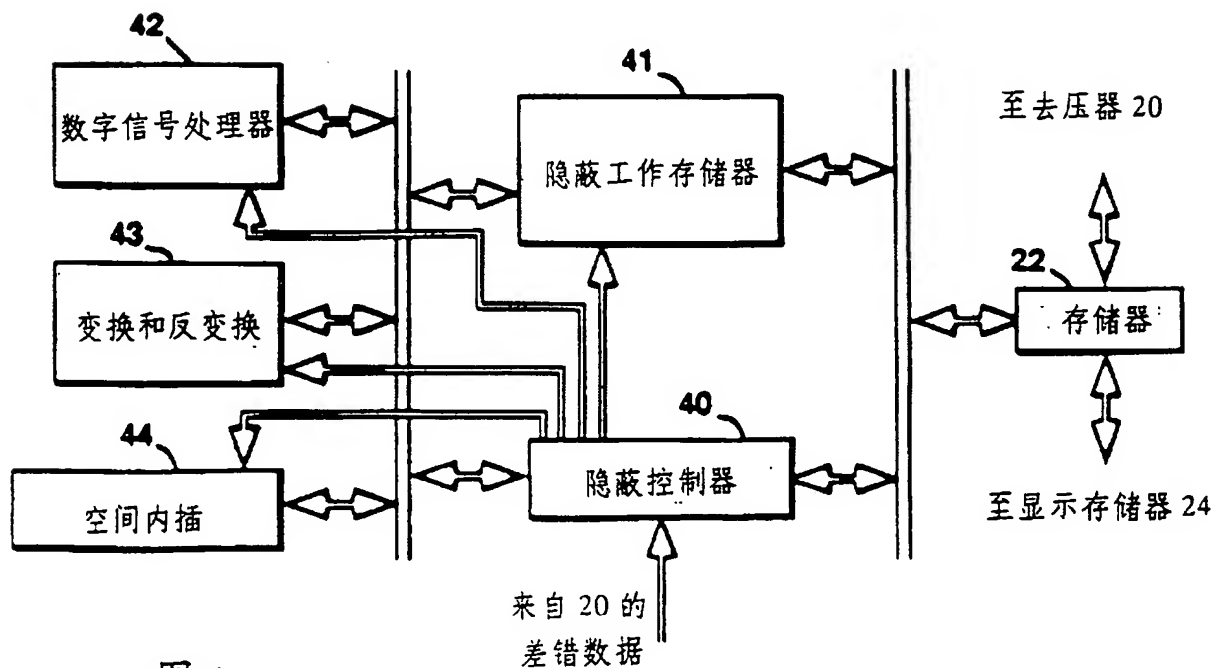 42
数字信号处理器
41
隐蔽工作存储器
至去压器 20
43
变换和反变换
22
存储器
44
空间内插
40
隐蔽控制器
至显示存储器 24
来自 20 的
差错数据
图